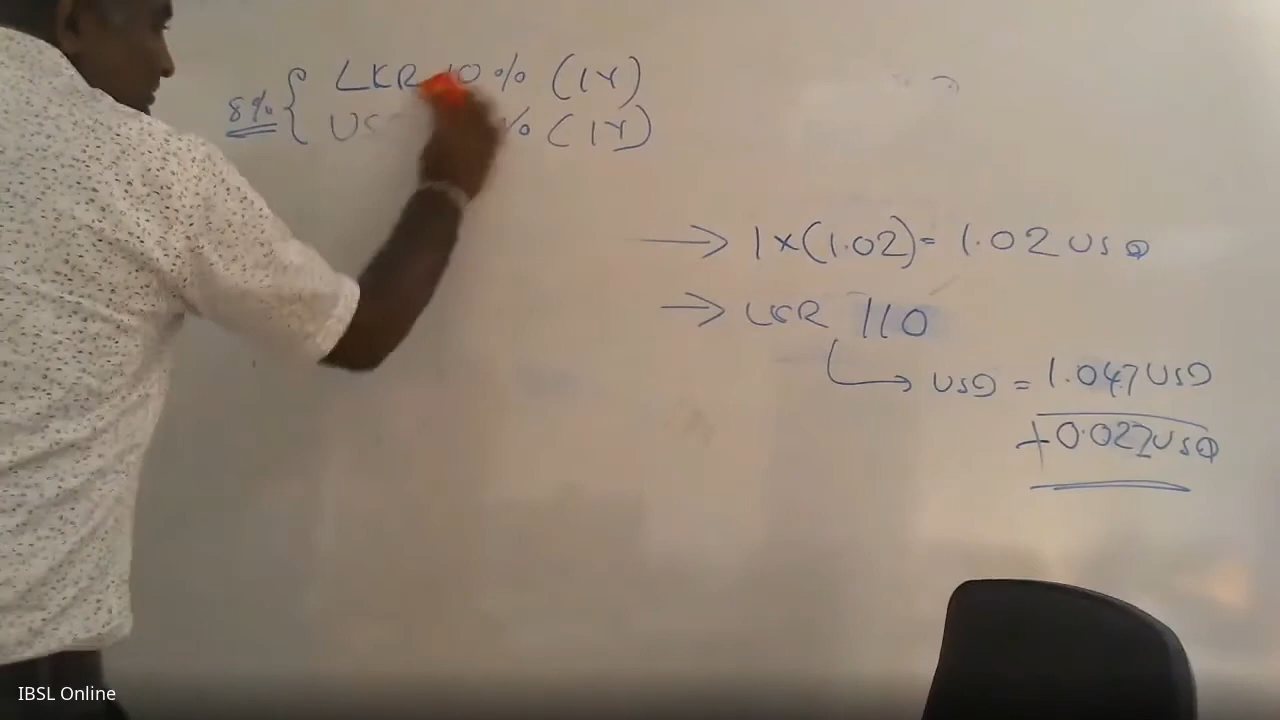 8% { LKR 10% (1Y)
US % (1Y)
→ 1×(1.02)= 1.02 USD
→ LKR 110
→ USD = 1.047 USD
+0.027 USD
IBSL Online